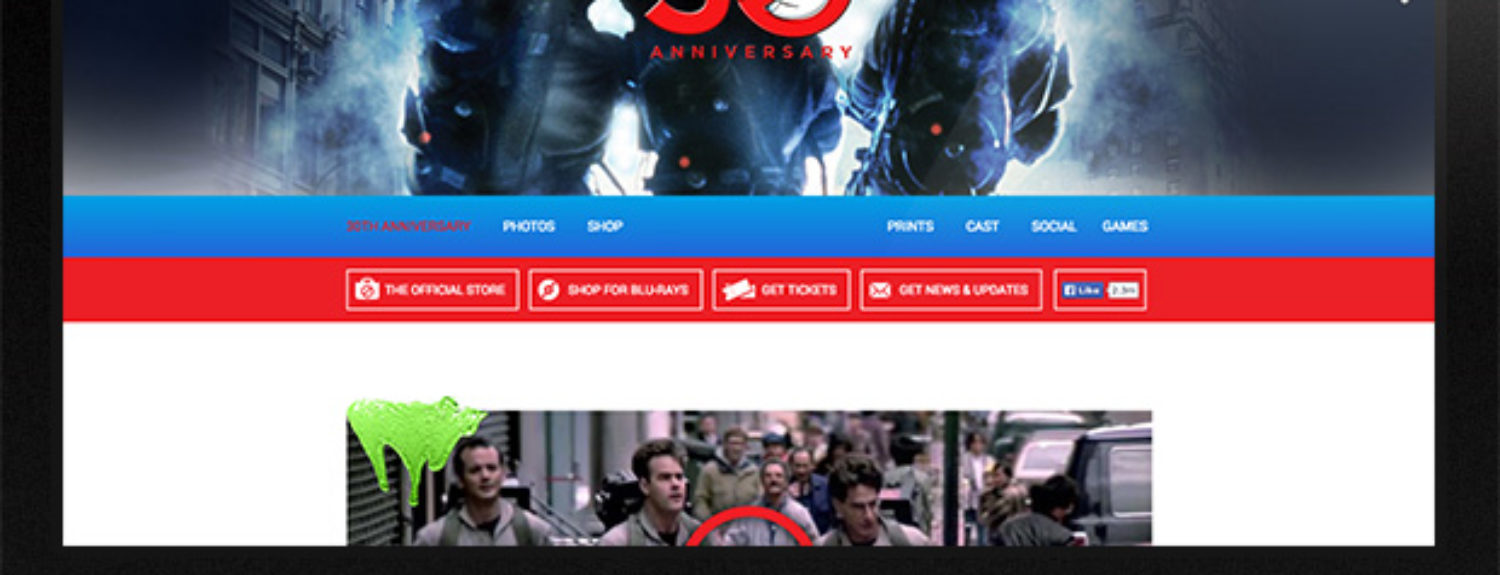 30
ANNIVERSARY
30TH ANNIVERSARY PHOTOS SHOP PRINTS CAST SOCIAL GAMES
THE OFFICIAL STORE SHOP FOR BLU-RAYS GET TICKETS GET NEWS & UPDATES Like 2.3m